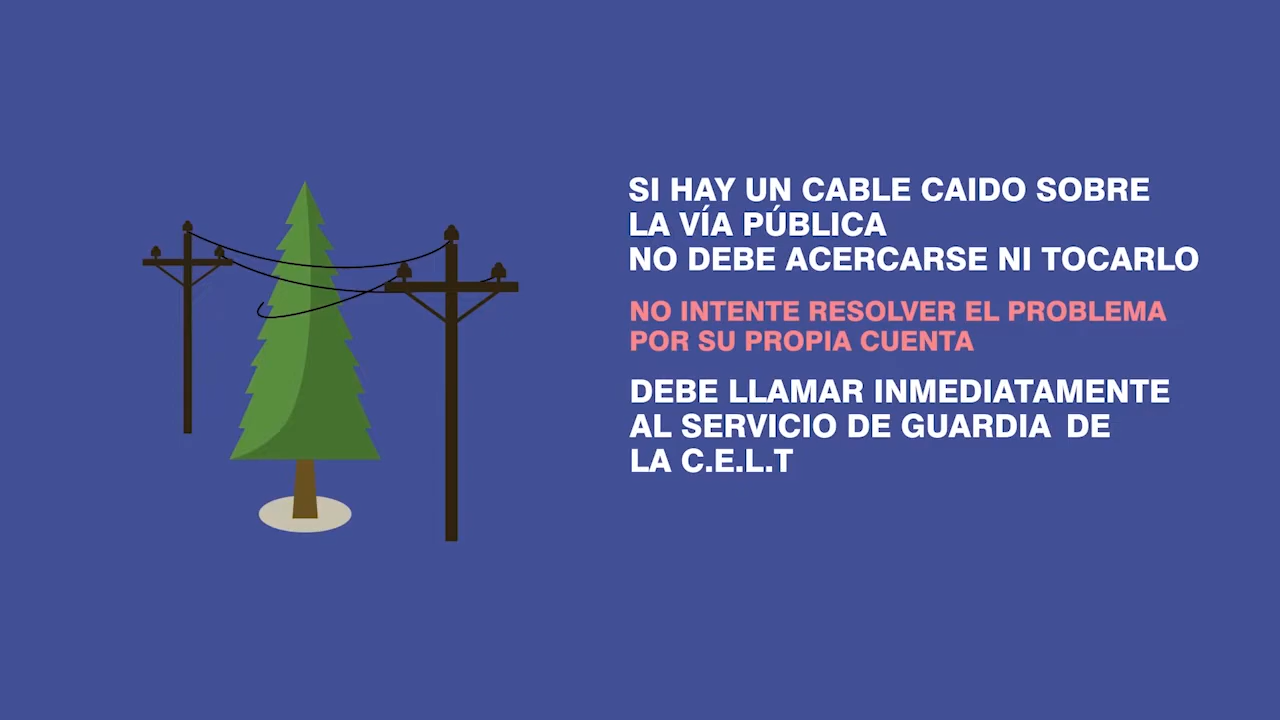 SI HAY UN CABLE CAIDO SOBRE
LA VÍA PÚBLICA
NO DEBE ACERCARSE NI TOCARLO
NO INTENTE RESOLVER EL PROBLEMA
POR SU PROPIA CUENTA
DEBE LLAMAR INMEDIATAMENTE
AL SERVICIO DE GUARDIA DE
LA C.E.L.T